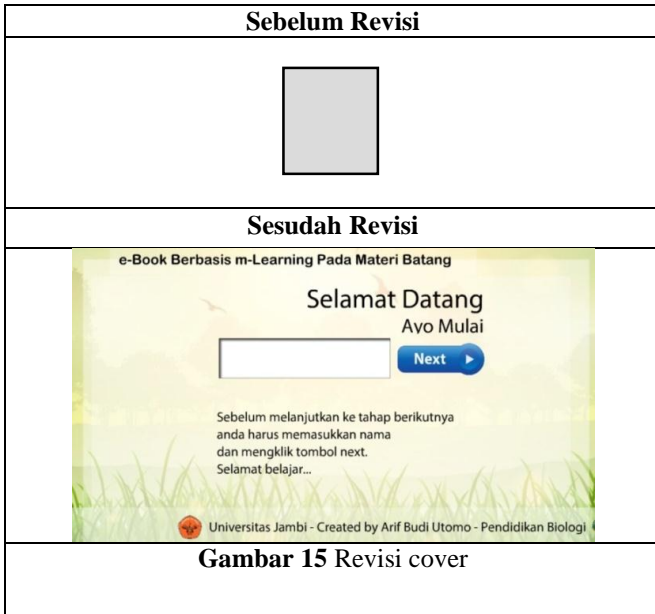 Sebelum Revisi
Sesudah Revisi
e-Book Berbasis m-Learning Pada Materi Batang
Selamat Datang
Ayo Mulai
Next
Sebelum melanjutkan ke tahap berikutnya
anda harus memasukkan nama
dan mengklik tombol next.
Selamat belajar...
Universitas Jambi - Created by Arif Budi Utomo - Pendidikan Biologi
Gambar 15 Revisi cover